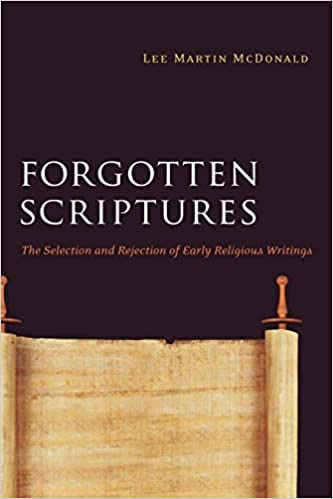 LEE MARTIN MCDONALD
FORGOTTEN
SCRIPTURES
The Selection and Rejection of Early Religious Writings